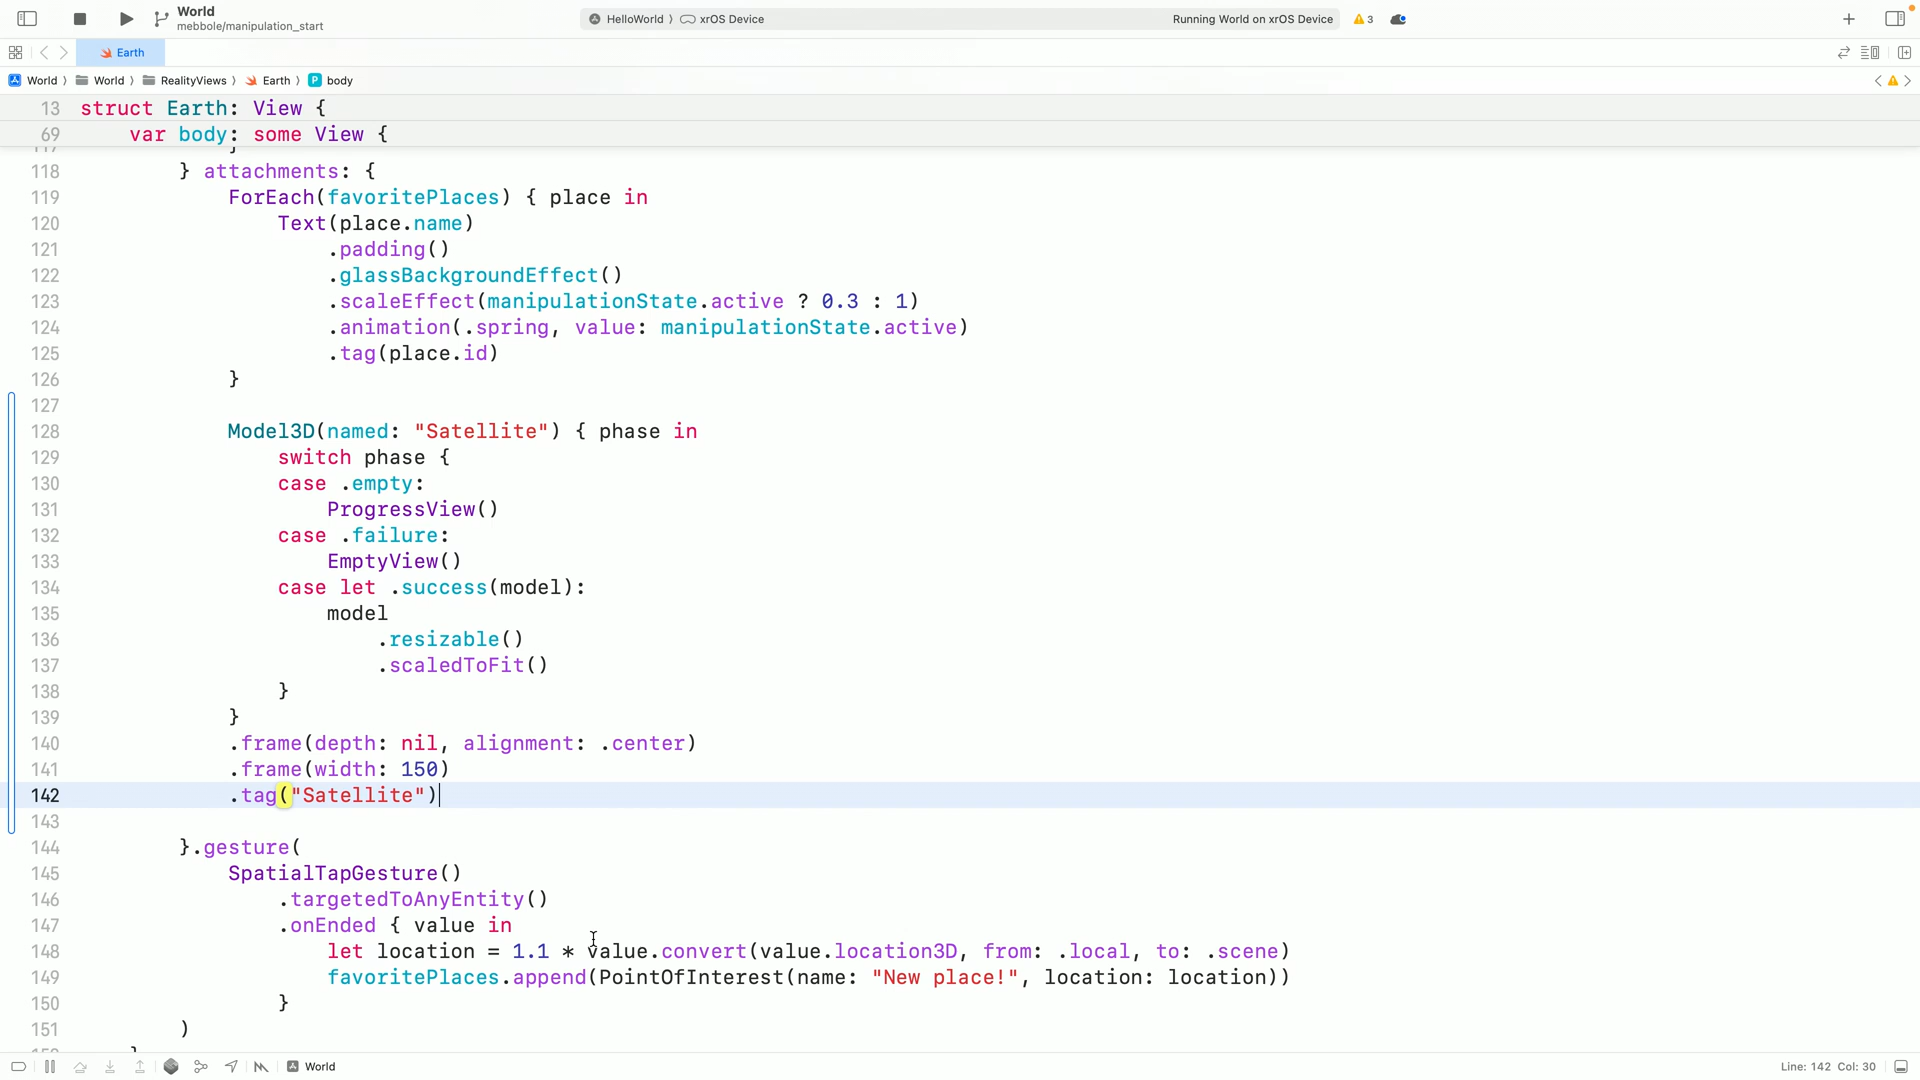 World
mebbole/manipulation_start
HelloWorld 〉 xrOS Device
Running World on xrOS Device
3
Earth
World 〉 World 〉 RealityViews 〉 Earth 〉 P body
13 struct Earth: View {
69 var body: some View {
117 }
118 } attachments: {
119 ForEach(favoritePlaces) { place in
120 Text(place.name)
121 .padding()
122 .glassBackgroundEffect()
123 .scaleEffect(manipulationState.active ? 0.3 : 1)
124 .animation(.spring, value: manipulationState.active)
125 .tag(place.id)
126 }
127
128 Model3D(named: "Satellite") { phase in
129 switch phase {
130 case .empty:
131 ProgressView()
132 case .failure:
133 EmptyView()
134 case let .success(model):
135 model
136 .resizable()
137 .scaledToFit()
138 }
139 }
140 .frame(depth: nil, alignment: .center)
141 .frame(width: 150)
142 .tag("Satellite")
143
144 }.gesture(
145 SpatialTapGesture()
146 .targetedToAnyEntity()
147 .onEnded { value in
148 let location = 1.1 * value.convert(value.location3D, from: .local, to: .scene)
149 favoritePlaces.append(PointOfInterest(name: "New place!", location: location))
150 }
151 )
World
Line: 142 Col: 30